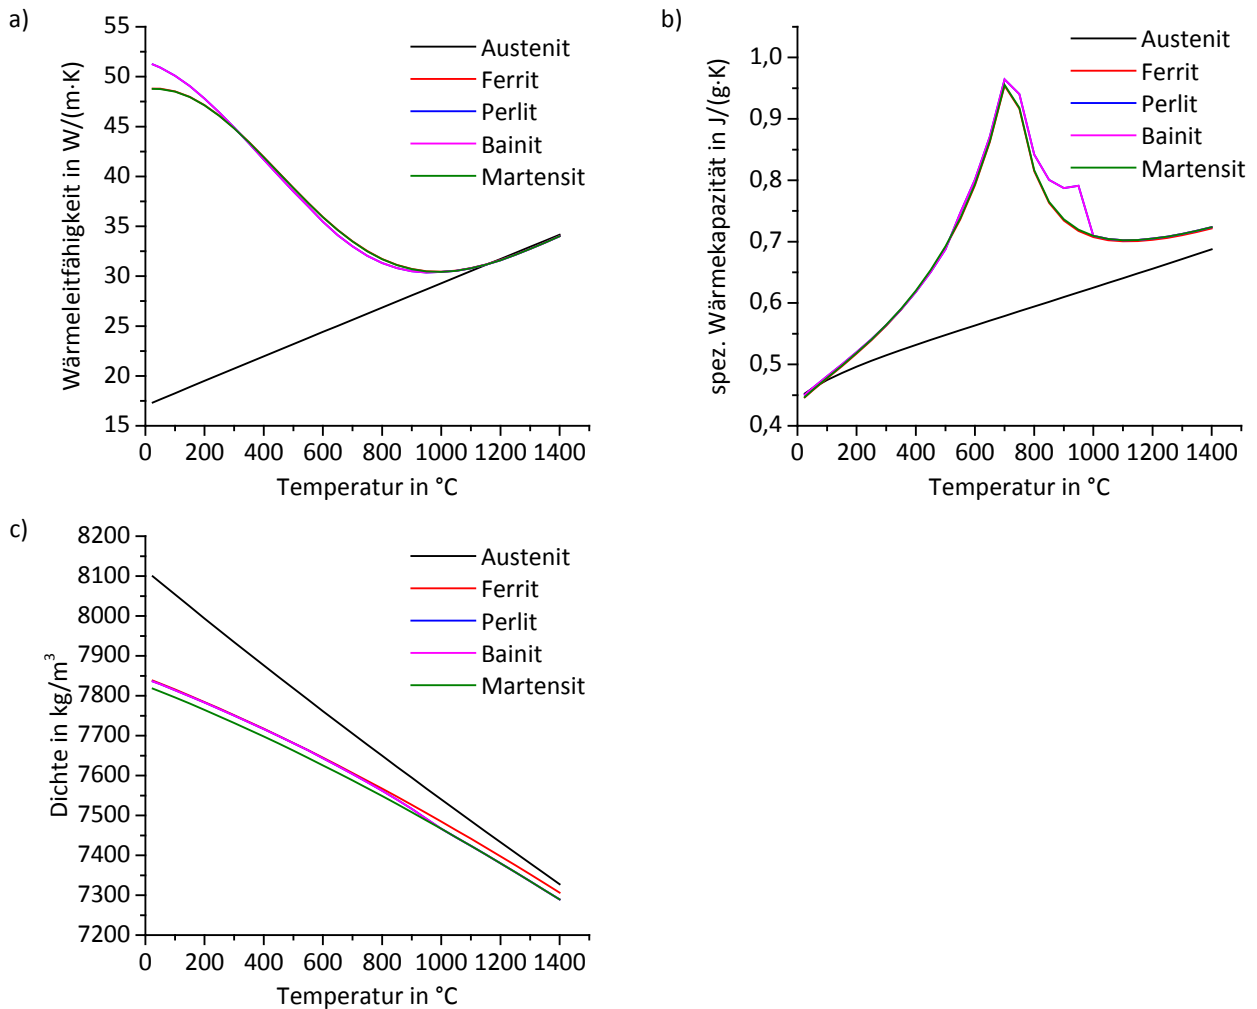 a)
Wärmeleitfähigkeit in W/(m·K)
55
50
45
40
35
30
25
20
15
0 200 400 600 800 1000 1200 1400
Temperatur in °C
Austenit
Ferrit
Perlit
Bainit
Martensit
b)
spez. Wärmekapazität in J/(g·K)
1,0
0,9
0,8
0,7
0,6
0,5
0,4
0 200 400 600 800 1000 1200 1400
Temperatur in °C
Austenit
Ferrit
Perlit
Bainit
Martensit
c)
Dichte in kg/m³
8200
8100
8000
7900
7800
7700
7600
7500
7400
7300
7200
0 200 400 600 800 1000 1200 1400
Temperatur in °C
Austenit
Ferrit
Perlit
Bainit
Martensit